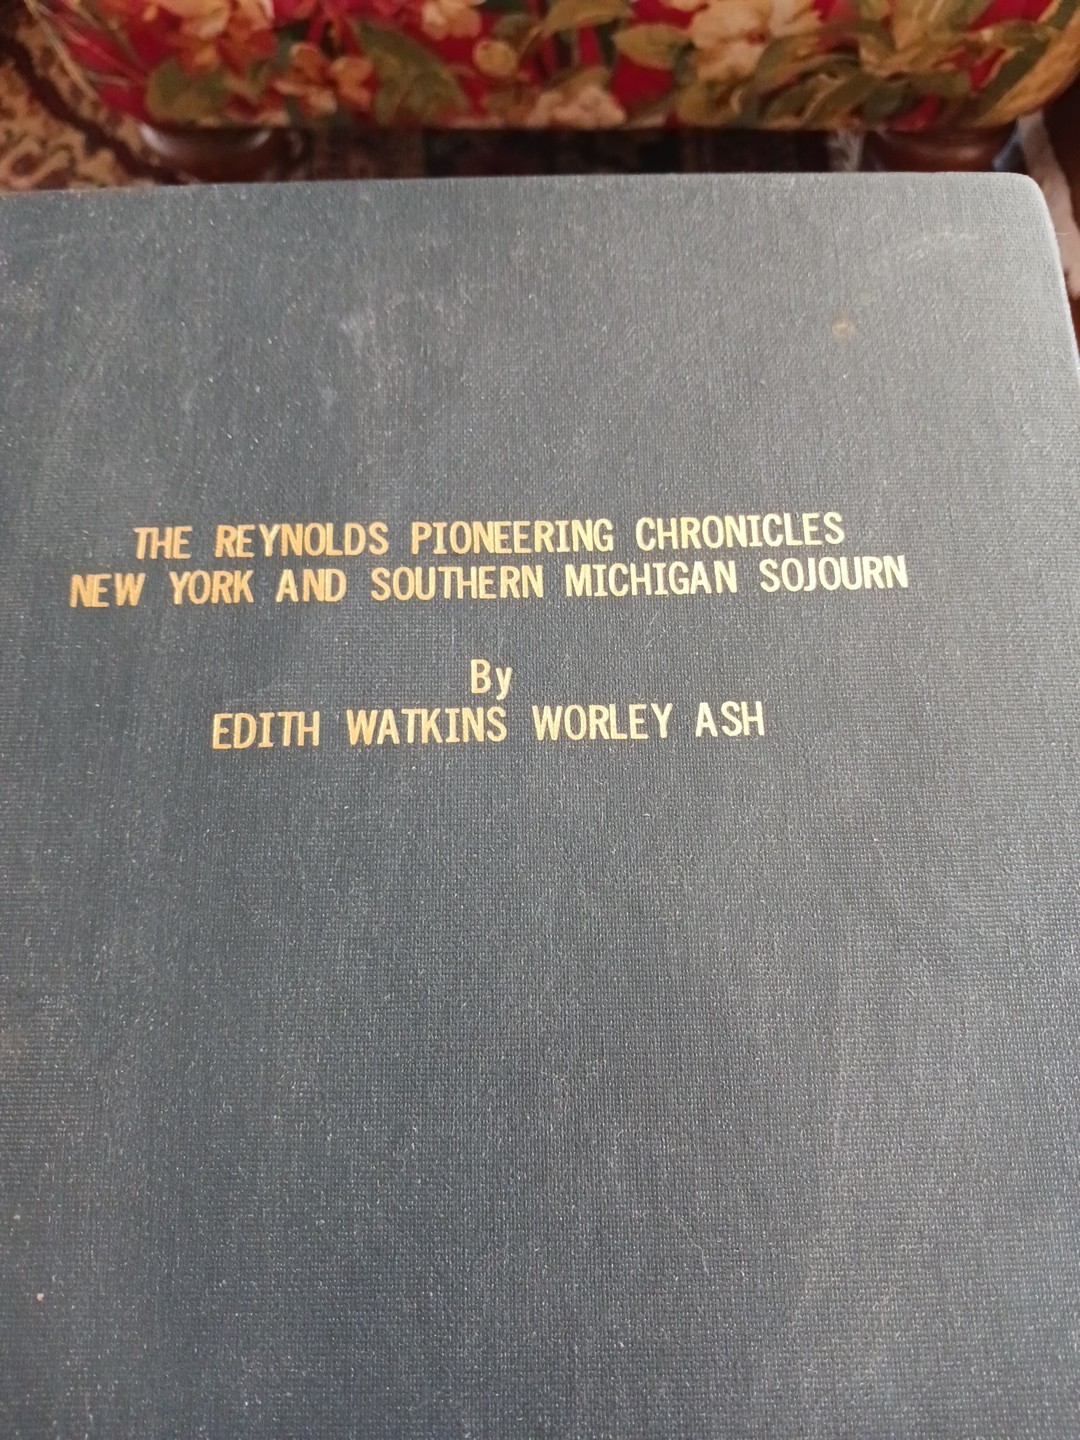 THE REYNOLDS PIONEERING CHRONICLES
NEW YORK AND SOUTHERN MICHIGAN SOJOURN
By
EDITH WATKINS WORLEY ASH